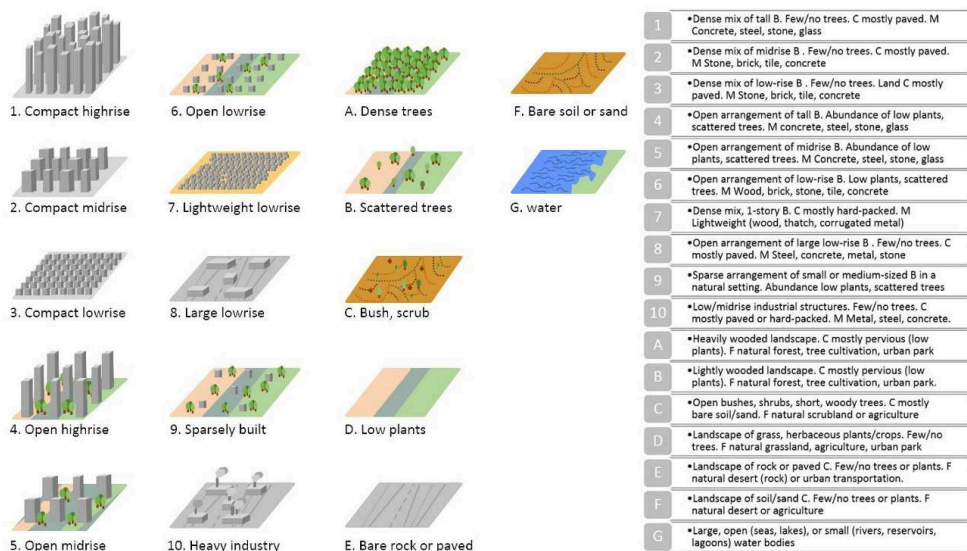 1. Compact highrise
6. Open lowrise
A. Dense trees
F. Bare soil or sand
2. Compact midrise
7. Lightweight lowrise
B. Scattered trees
G. water
3. Compact lowrise
8. Large lowrise
C. Bush, scrub
4. Open highrise
9. Sparsely built
D. Low plants
5. Open midrise
10. Heavy industry
E. Bare rock or paved
1
•Dense mix of tall B. Few/no trees. C mostly paved. M
Concrete, steel, stone, glass
2
•Dense mix of midrise B . Few/no trees. C mostly paved.
M Stone, brick, tile, concrete
3
•Dense mix of low-rise B . Few/no trees. Land C mostly
paved. M Stone, brick, tile, concrete
4
•Open arrangement of tall B. Abundance of low plants,
scattered trees. M concrete, steel, stone, glass
5
•Open arrangement of midrise B. Abundance of low
plants, scattered trees. M Concrete, steel, stone, glass
6
•Open arrangement of low-rise B. Low plants, scattered
trees. M Wood, brick, stone, tile, concrete
7
•Dense mix, 1-story B. C mostly hard-packed. M
Lightweight (wood, thatch, corrugated metal)
8
•Open arrangement of large low-rise B . Few/no trees. C
mostly paved. M Steel, concrete, metal, stone
9
•Sparse arrangement of small or medium-sized B in a
natural setting. Abundance low plants, scattered trees
10
•Low/midrise industrial structures. Few/no trees. C
mostly paved or hard-packed. M Metal, steel, concrete.
A
•Heavily wooded landscape. C mostly pervious (low
plants). F natural forest, tree cultivation, urban park
B
•Lightly wooded landscape. C mostly pervious (low
plants). F natural forest, tree cultivation, urban park.
C
•Open bushes, shrubs, short, woody trees. C mostly
bare soil/sand. F natural scrubland or agriculture
D
•Landscape of grass, herbaceous plants/crops. Few/no
trees. F natural grassland, agriculture, urban park
E
•Landscape of rock or paved C. Few/no trees or plants. F
natural desert (rock) or urban transportation.
F
•Landscape of soil/sand C. Few/no trees or plants. F
natural desert or agriculture
G
•Large, open (seas, lakes), or small (rivers, reservoirs,
lagoons) water bodies